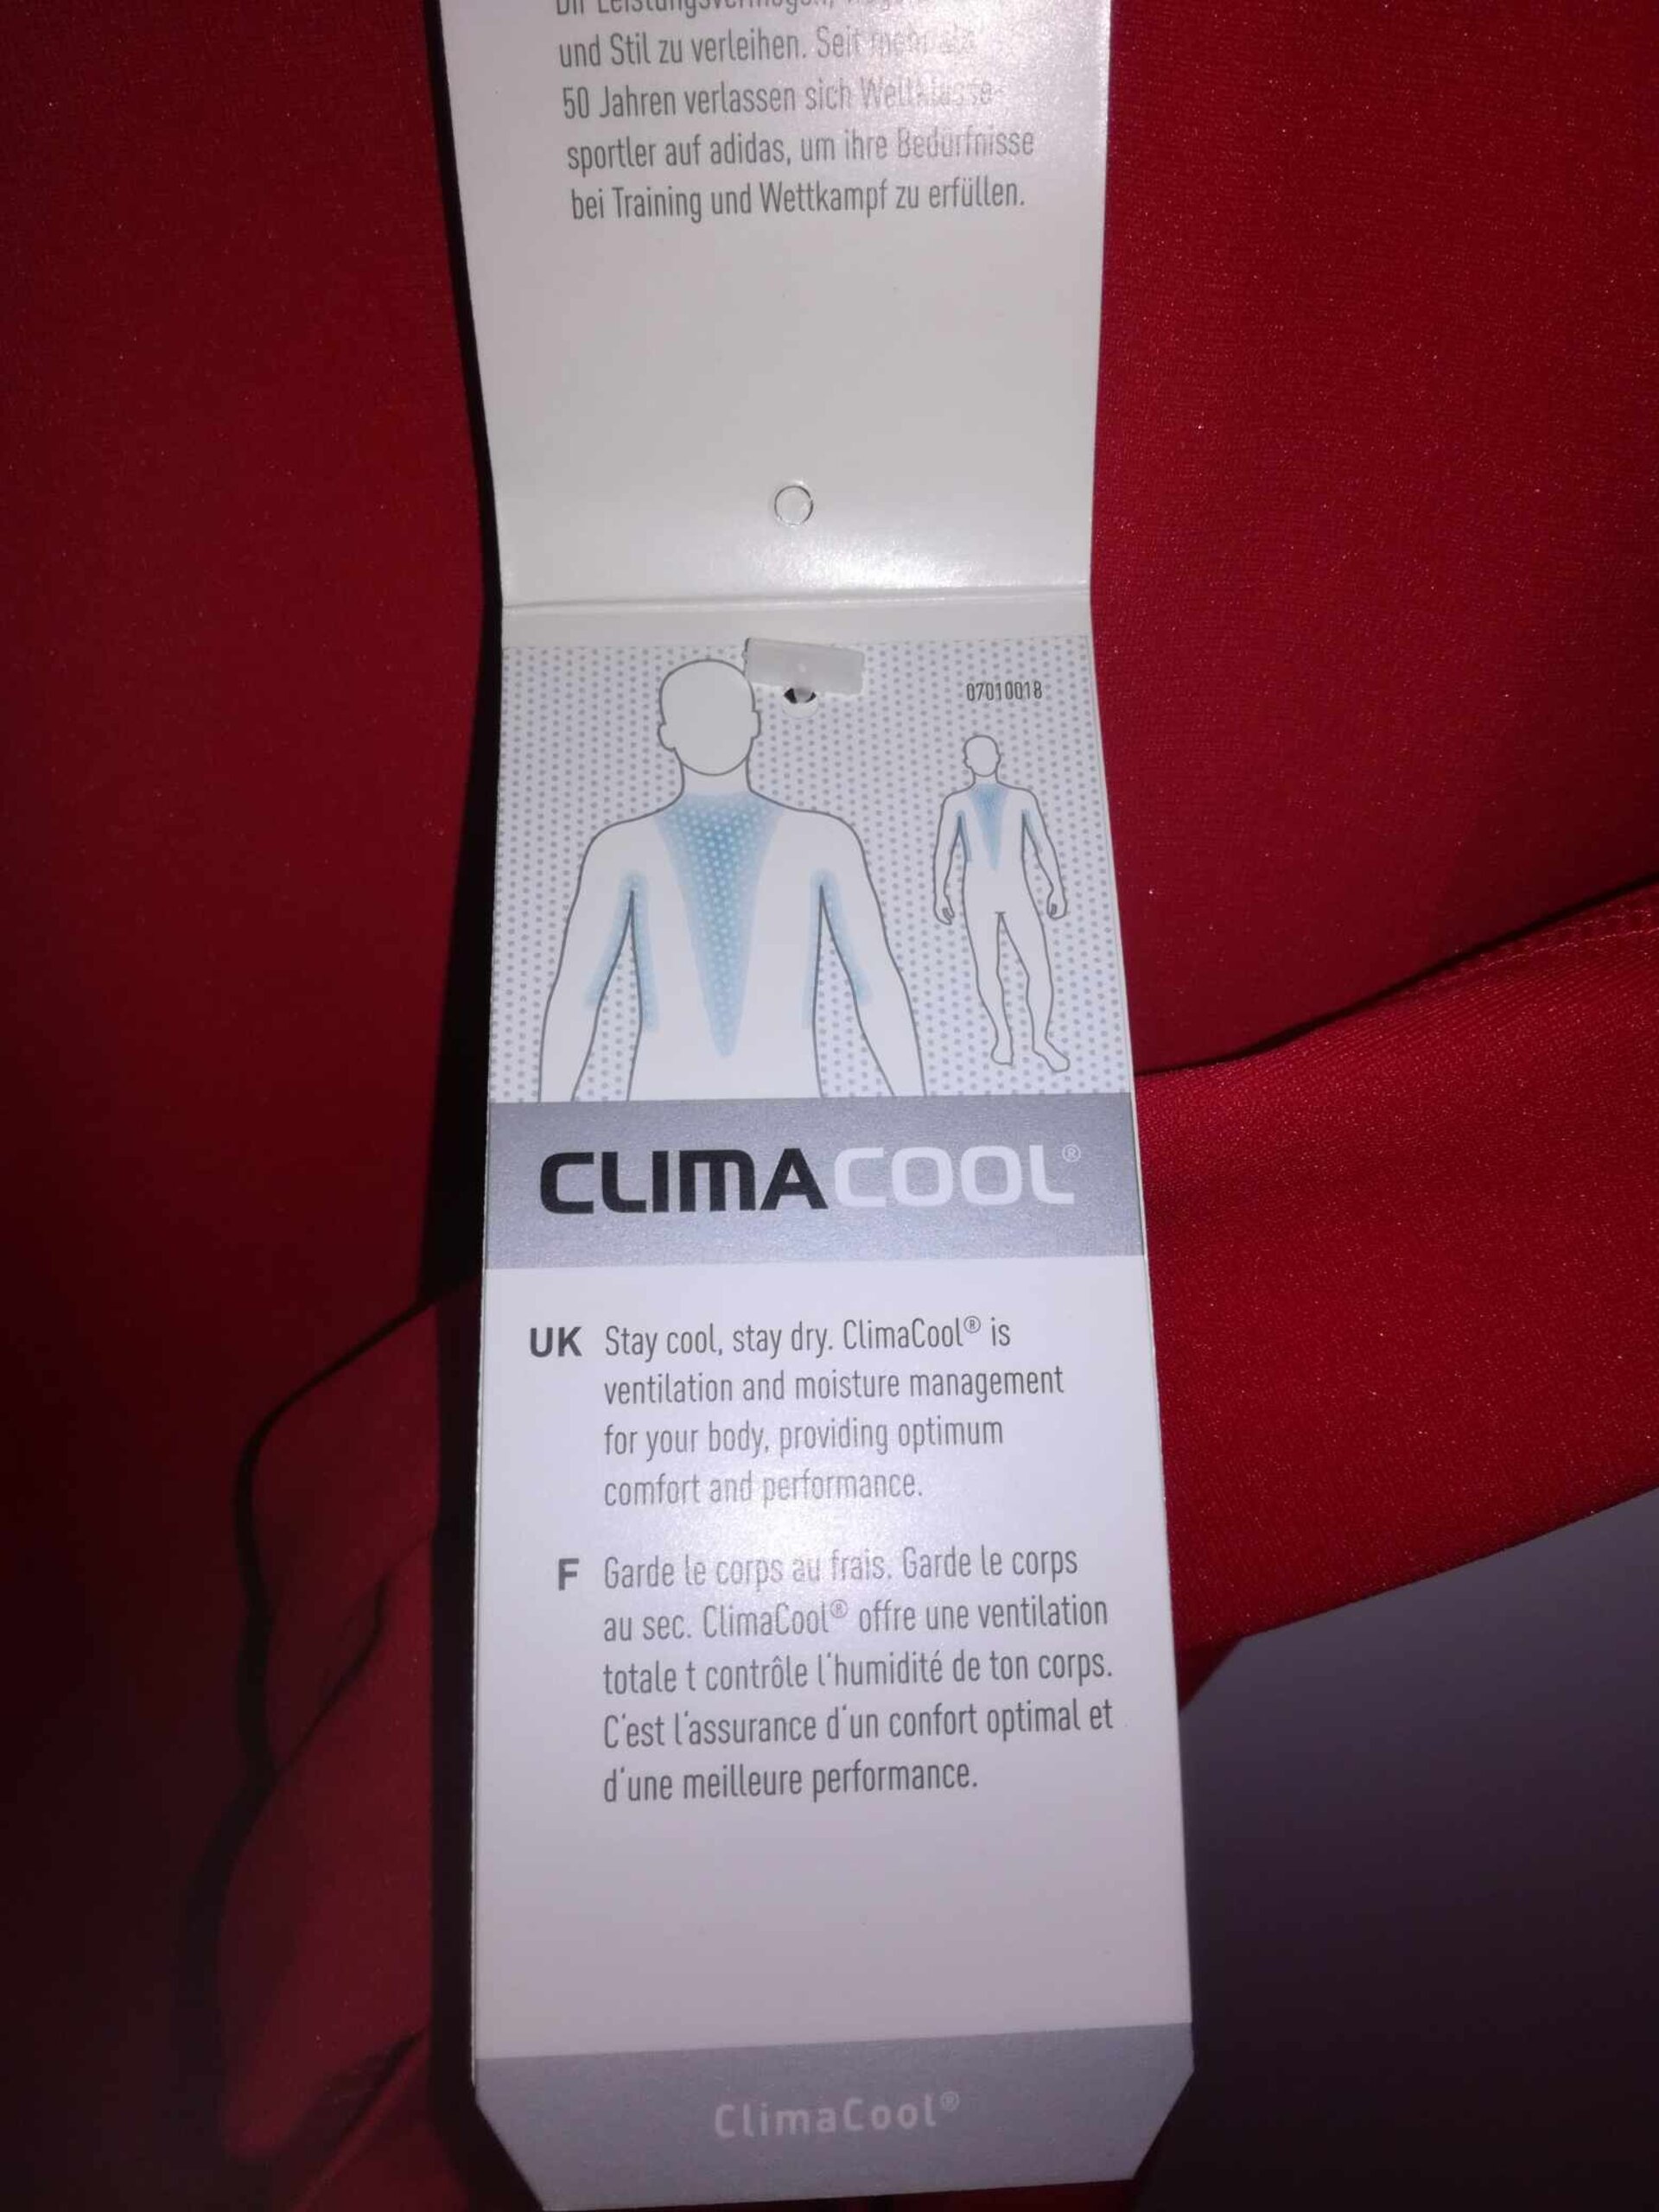 und Stil zu verleihen. Seit mehr als
50 Jahren verlassen sich Weltklasse-
sportler auf adidas, um ihre Bedürfnisse
bei Training und Wettkampf zu erfüllen.
07010018
CLIMACOOL®
UK Stay cool, stay dry. ClimaCool® is
ventilation and moisture management
for your body, providing optimum
comfort and performance.
F Garde le corps au frais. Garde le corps
au sec. ClimaCool® offre une ventilation
totale t contrôle l'humidité de ton corps.
C'est l'assurance d'un confort optimal et
d'une meilleure performance.
ClimaCool®